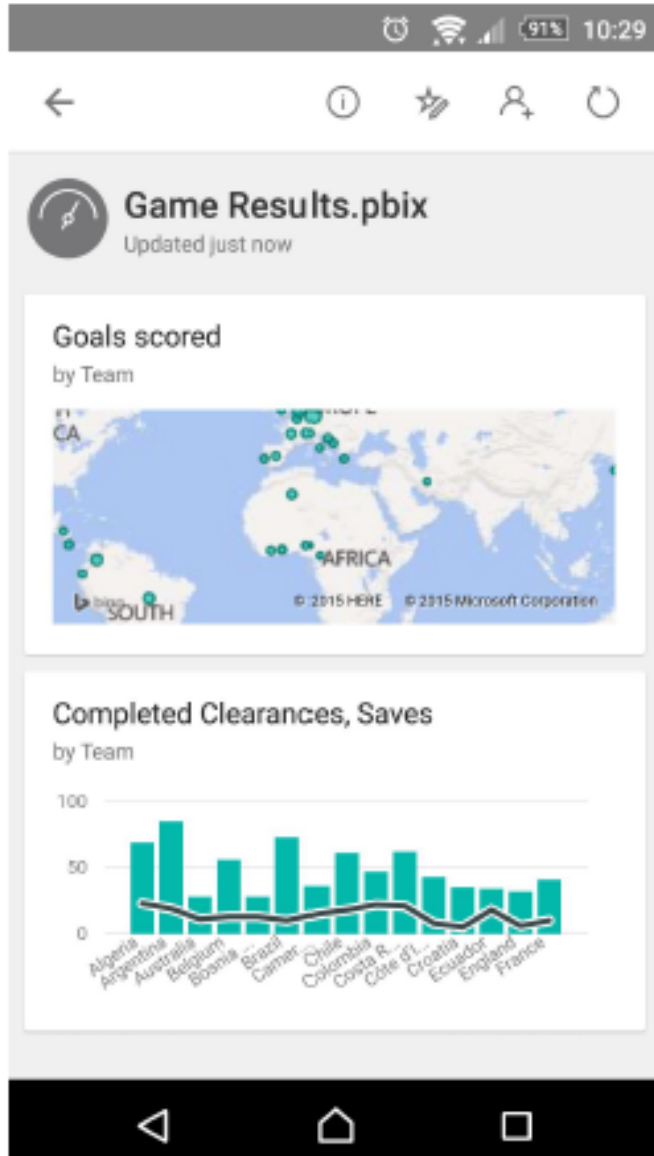 91% 10:29
Game Results.pbix
Updated just now
Goals scored
by Team
CA
AFRICA
SOUTH
bing
© 2015 HERE © 2015 Microsoft Corporation
Completed Clearances, Saves
by Team
100
50
0
Algeria
Argentina
Australia
Belgium
Bosnia ...
Brazil
Camer...
Chile
Colombia
Costa R...
Côte d'I...
Croatia
Ecuador
England
France